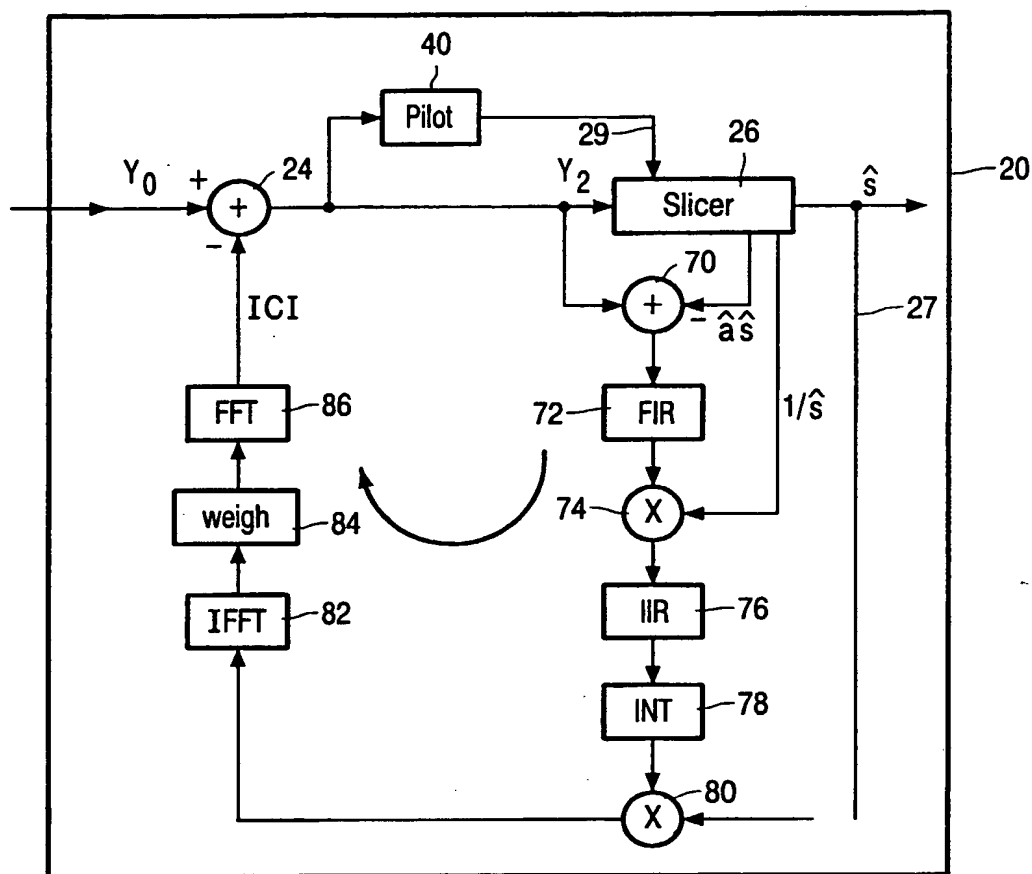 40
Pilot
29
26
20
Y0
+
24
+
−
Y2
Slicer
ŝ
70
+
−
âŝ
27
ICI
FFT
86
72
FIR
1/ŝ
weigh
84
74
X
IFFT
82
IIR
76
INT
78
X
80